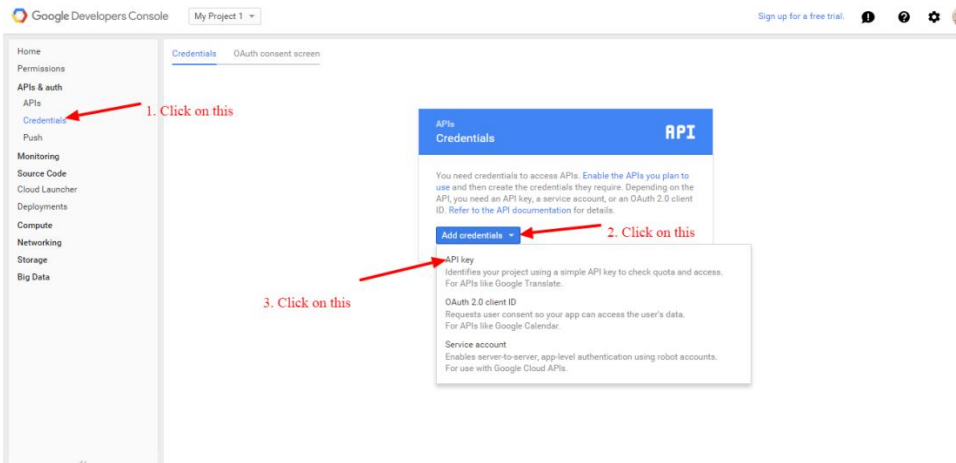 Google Developers Console
My Project 1
Sign up for a free trial.
Home
Permissions
APIs & auth
APIs
Credentials
Push
Monitoring
Source Code
Cloud Launcher
Deployments
Compute
Networking
Storage
Big Data
Credentials OAuth consent screen
1. Click on this
APIs
Credentials
API
You need credentials to access APIs. Enable the APIs you plan to
use and then create the credentials they require. Depending on the
API, you need an API key, a service account, or an OAuth 2.0 client
ID. Refer to the API documentation for details.
Add credentials
2. Click on this
API key
Identifies your project using a simple API key to check quota and access.
For APIs like Google Translate.
3. Click on this
OAuth 2.0 client ID
Requests user consent so your app can access the user's data.
For APIs like Google Calendar.
Service account
Enables server-to-server, app-level authentication using robot accounts.
For use with Google Cloud APIs.